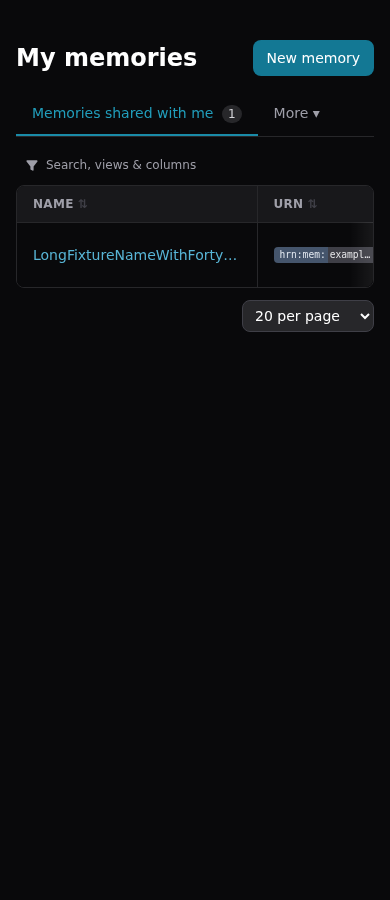 My memories
New memory
Memories shared with me 1
More ▾
Search, views & columns
NAME ⇅
URN ⇅
LongFixtureNameWithForty…
hrn:mem: exampl…
20 per page